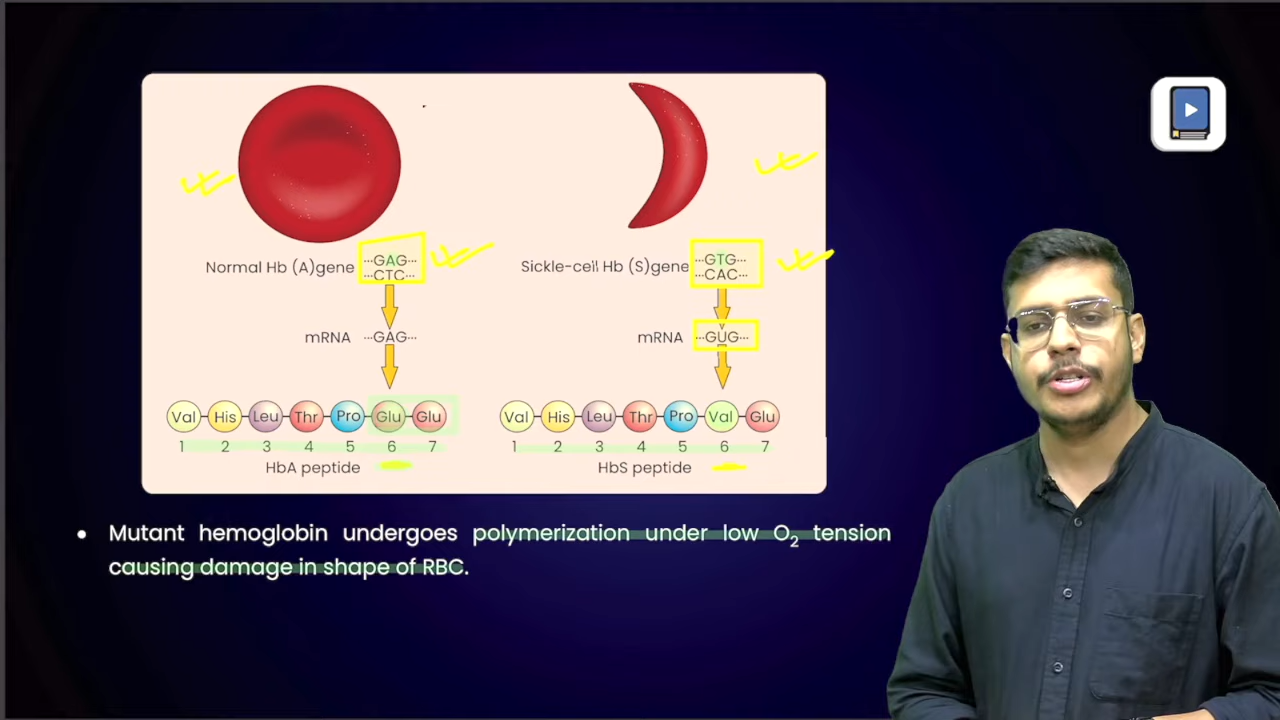 Normal Hb (A)gene
···GAG···
···CTC···
Sickle-cell Hb (S)gene
···GTG···
···CAC···
mRNA ···GAG···
mRNA ···GUG···
Val His Leu Thr Pro Glu Glu
1 2 3 4 5 6 7
HbA peptide
Val His Leu Thr Pro Val Glu
1 2 3 4 5 6 7
HbS peptide
• Mutant hemoglobin undergoes polymerization under low O₂ tension
causing damage in shape of RBC.